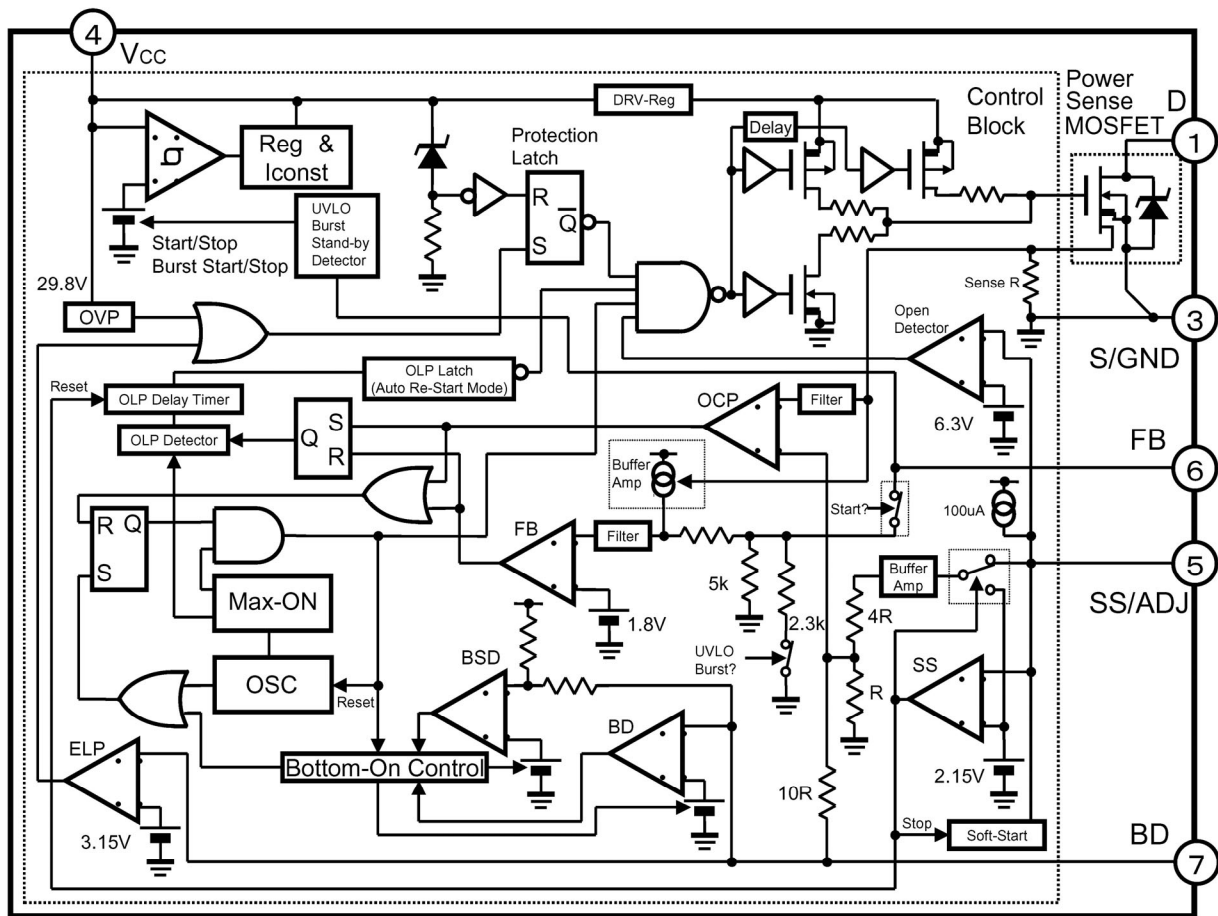 4
VCC
DRV-Reg
Control
Block
Power
Sense
MOSFET
D
1
Delay
Reg &
Iconst
Protection
Latch
R
Q
S
UVLO
Burst
Stand-by
Detector
Start/Stop
Burst Start/Stop
29.8V
OVP
Sense R
Open
Detector
3
S/GND
Reset
OLP Latch
(Auto Re-Start Mode)
OLP Delay Timer
OLP Detector
Q
S
R
OCP
Filter
6.3V
FB
6
Buffer
Amp
Start?
100uA
R
Q
S
FB
Filter
5k
2.3k
Buffer
Amp
5
SS/ADJ
Max-ON
1.8V
4R
UVLO
Burst?
R
SS
OSC
Reset
BSD
BD
ELP
Bottom-On Control
10R
2.15V
3.15V
Stop
Soft-Start
BD
7